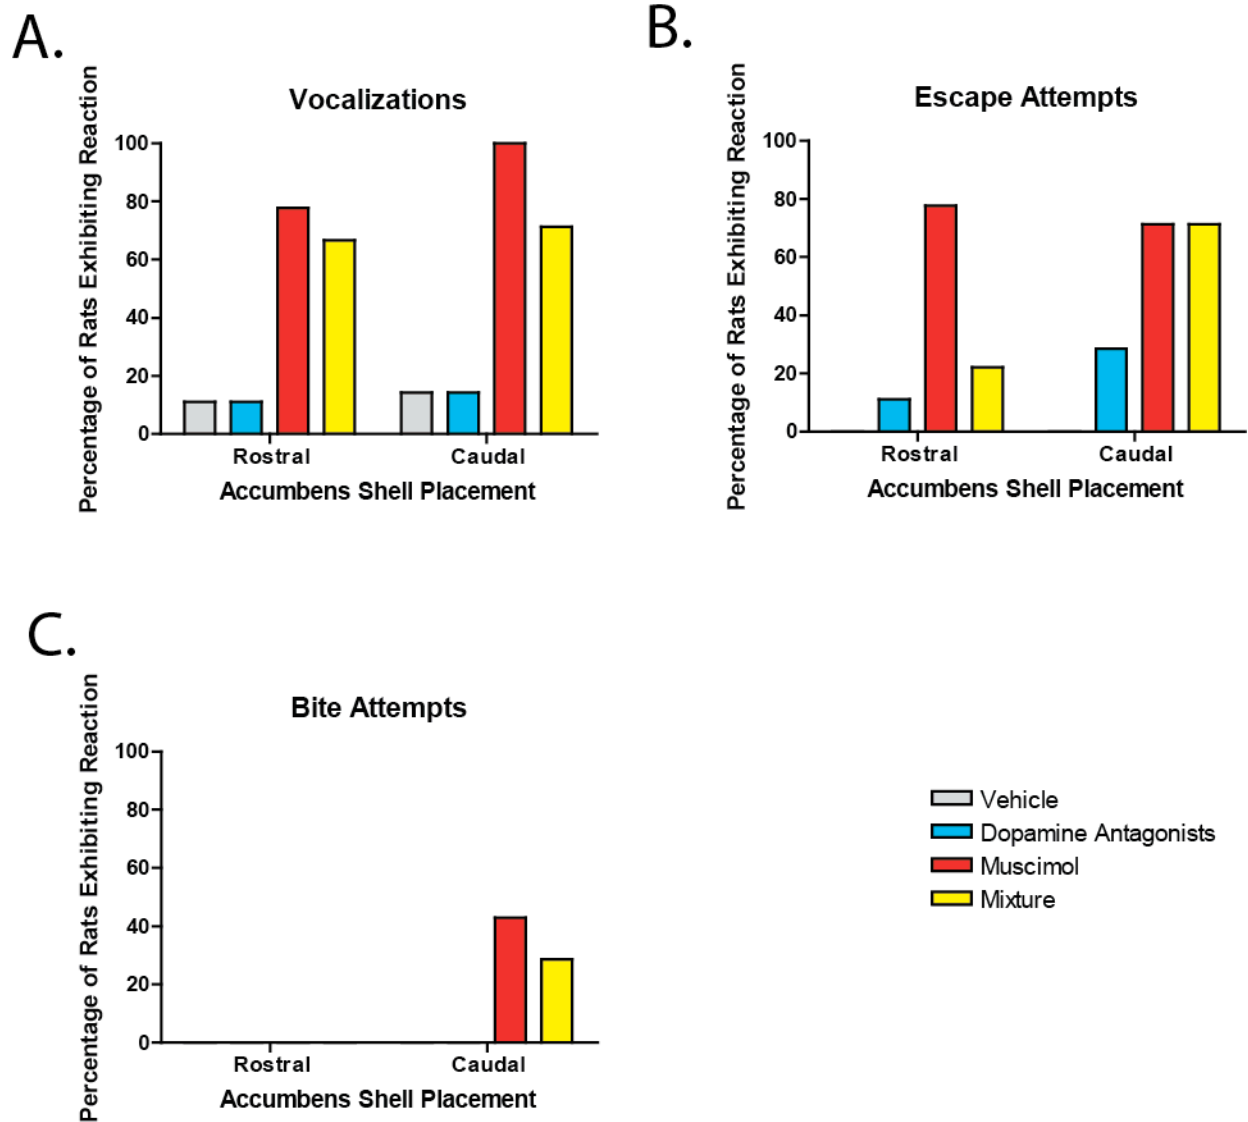 A.
Vocalizations
Percentage of Rats Exhibiting Reaction
100
80
60
40
20
0
Rostral
Caudal
Accumbens Shell Placement
B.
Escape Attempts
Percentage of Rats Exhibiting Reaction
100
80
60
40
20
0
Rostral
Caudal
Accumbens Shell Placement
C.
Bite Attempts
Percentage of Rats Exhibiting Reaction
100
80
60
40
20
0
Rostral
Caudal
Accumbens Shell Placement
Vehicle
Dopamine Antagonists
Muscimol
Mixture